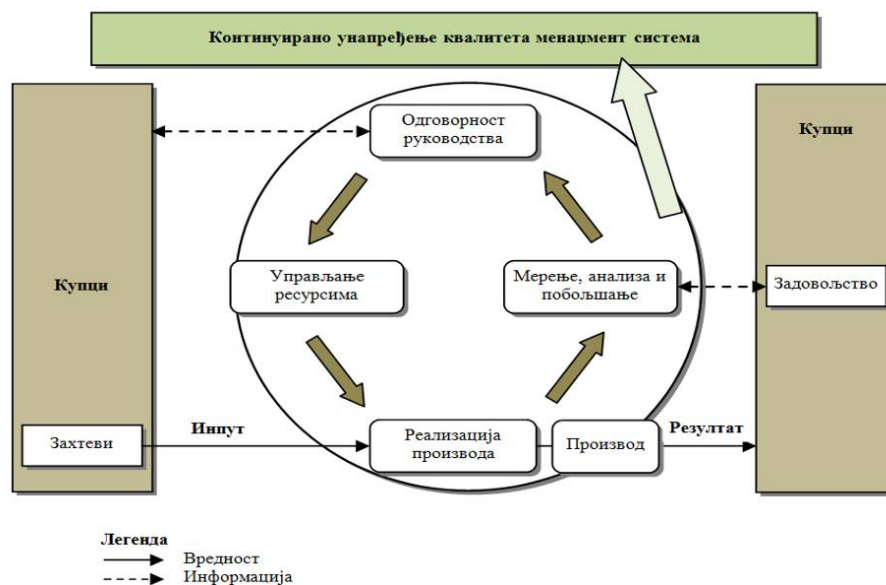 Континуирано унапређење квалитета менаџмент система
Купци
Одговорност
руководства
Купци
Управљање
ресурсима
Мерење, анализа и
побољшање
Задовољство
Захтеви
Инпут
Реализација
производа
Производ
Резултат
Легенда
Вредност
Информација